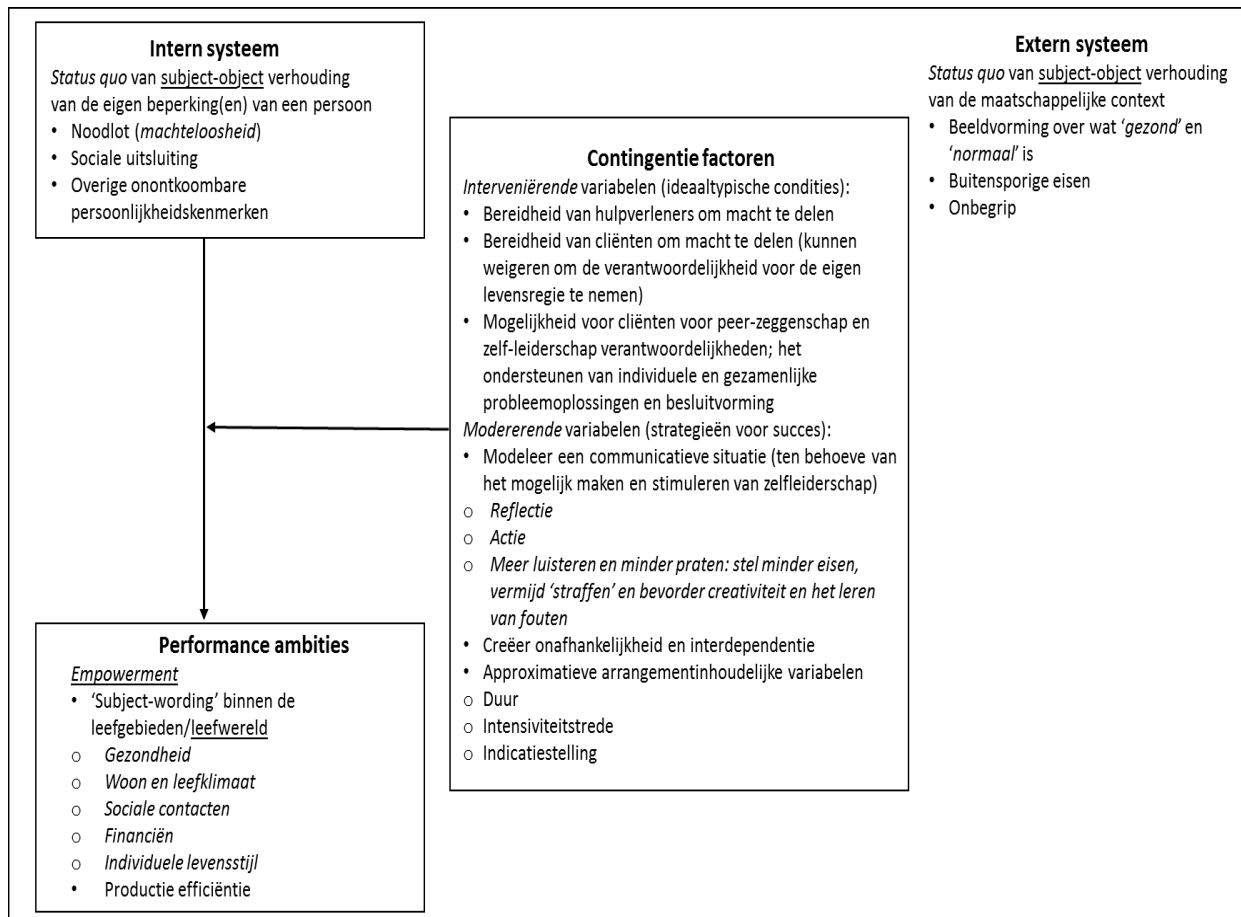 Intern systeem
Status quo van subject-object verhouding
van de eigen beperking(en) van een persoon
• Noodlot (machteloosheid)
• Sociale uitsluiting
• Overige onontkoombare
persoonlijkheidskenmerken
Contingentie factoren
Interveniërende variabelen (ideaaltypische condities):
• Bereidheid van hulpverleners om macht te delen
• Bereidheid van cliënten om macht te delen (kunnen
weigeren om de verantwoordelijkheid voor de eigen
levensregie te nemen)
• Mogelijkheid voor cliënten voor peer-zeggenschap en
zelf-leiderschap verantwoordelijkheden; het
ondersteunen van individuele en gezamenlijke
probleemoplossingen en besluitvorming
Modererende variabelen (strategieën voor succes):
• Modeleer een communicatieve situatie (ten behoeve van
het mogelijk maken en stimuleren van zelfleiderschap)
o Reflectie
o Actie
o Meer luisteren en minder praten: stel minder eisen,
vermijd ‘straffen’ en bevorder creativiteit en het leren
van fouten
• Creëer onafhankelijkheid en interdependentie
• Approximatieve arrangementinhoudelijke variabelen
o Duur
o Intensiviteitstrede
o Indicatiestelling
Extern systeem
Status quo van subject-object verhouding
van de maatschappelijke context
• Beeldvorming over wat ‘gezond’ en
‘normaal’ is
• Buitensporige eisen
• Onbegrip
Performance ambities
Empowerment
• ‘Subject-wording’ binnen de
leefgebieden/leefwereld
o Gezondheid
o Woon en leefklimaat
o Sociale contacten
o Financiën
o Individuele levensstijl
• Productie efficiëntie